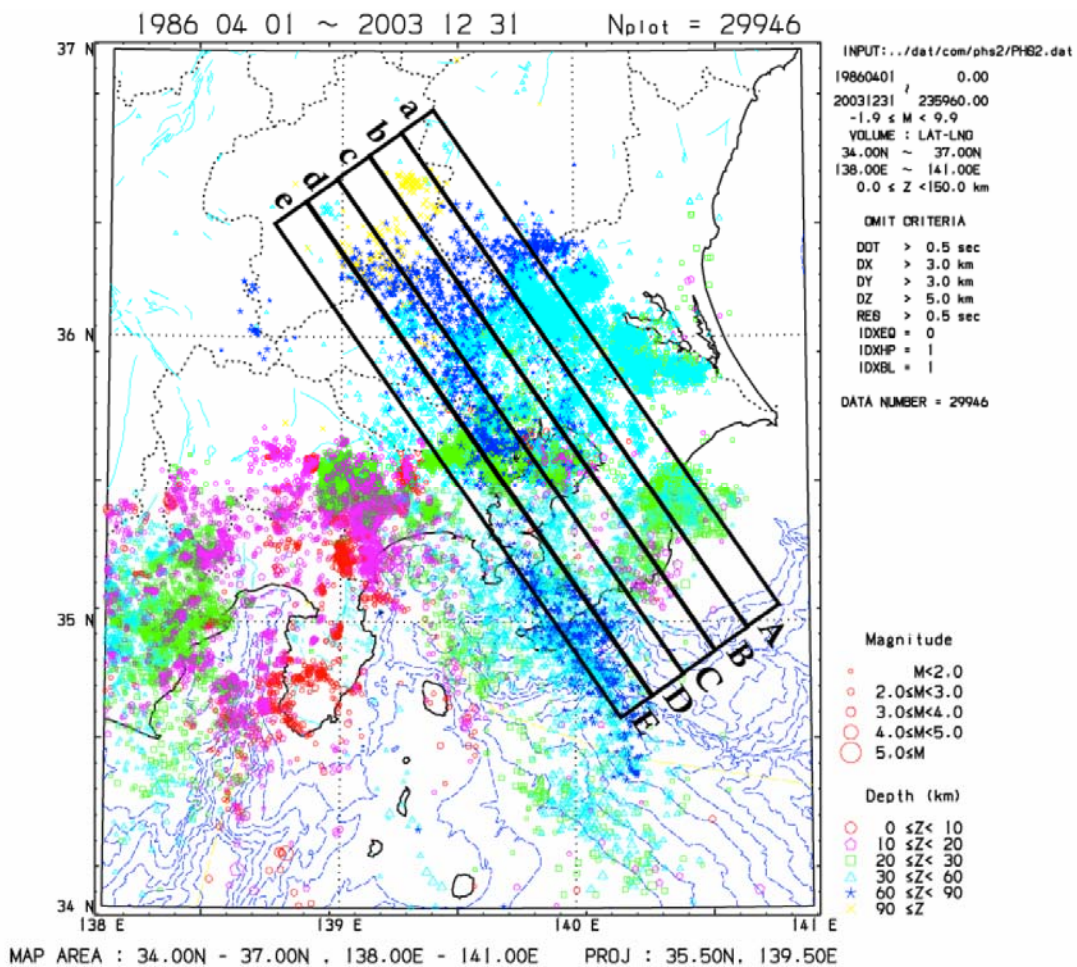 1986 04 01 ~ 2003 12 31 Nplot = 29946
37 N
36 N
35 N
34 N
138 E 139 E 140 E 141 E
a
b
c
d
e
A
B
C
D
E
MAP AREA : 34.00N - 37.00N , 138.00E - 141.00E PROJ : 35.50N, 139.50E
INPUT:../dat/com/phs2/PHS2.dat
19860401 0.00
~
20031231 235960.00
-1.9 ≤ M < 9.9
VOLUME : LAT-LNG
34.00N ~ 37.00N
138.00E ~ 141.00E
0.0 ≤ Z <150.0 km
OMIT CRITERIA
DOT > 0.5 sec
DX > 3.0 km
DY > 3.0 km
DZ > 5.0 km
RES > 0.5 sec
IDXEQ = 0
IDXHP = 1
IDXBL = 1
DATA NUMBER = 29946
Magnitude
M<2.0
2.0≤M<3.0
3.0≤M<4.0
4.0≤M<5.0
5.0≤M
Depth (km)
0 ≤Z< 10
10 ≤Z< 20
20 ≤Z< 30
30 ≤Z< 60
60 ≤Z< 90
90 ≤Z